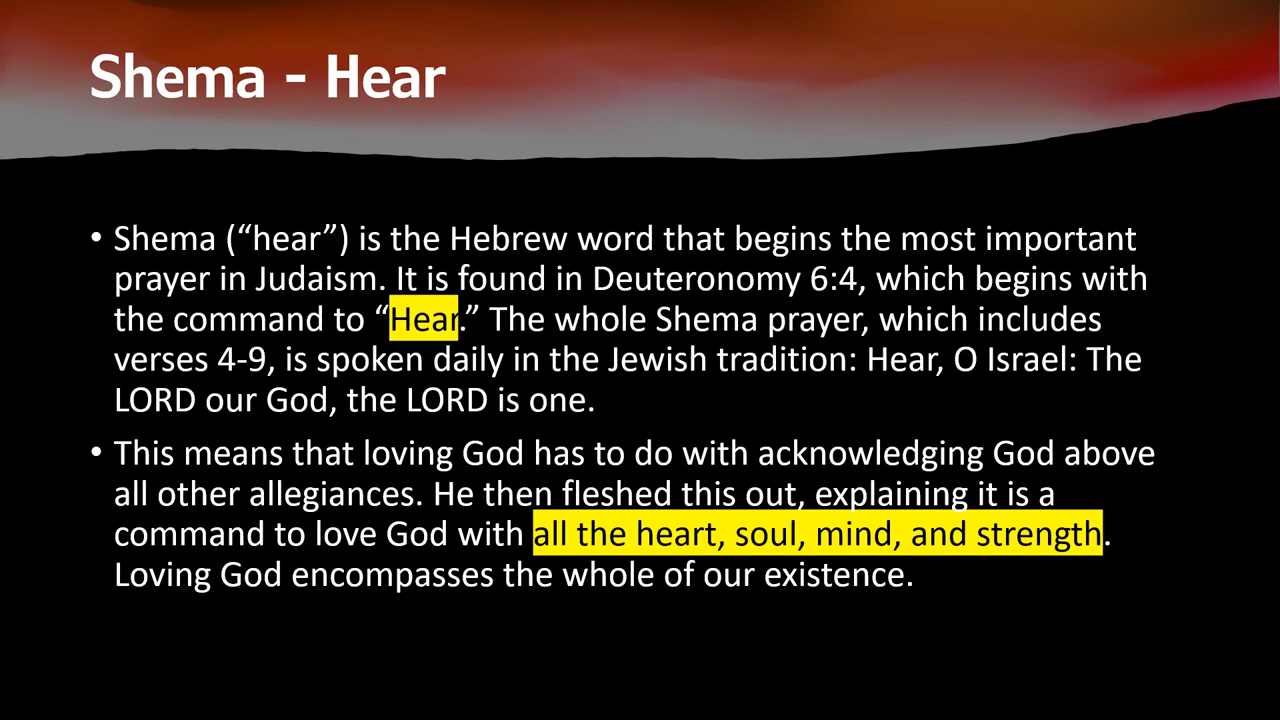 Shema - Hear
• Shema (“hear”) is the Hebrew word that begins the most important
prayer in Judaism. It is found in Deuteronomy 6:4, which begins with
the command to “Hear.” The whole Shema prayer, which includes
verses 4-9, is spoken daily in the Jewish tradition: Hear, O Israel: The
LORD our God, the LORD is one.
• This means that loving God has to do with acknowledging God above
all other allegiances. He then fleshed this out, explaining it is a
command to love God with all the heart, soul, mind, and strength.
Loving God encompasses the whole of our existence.